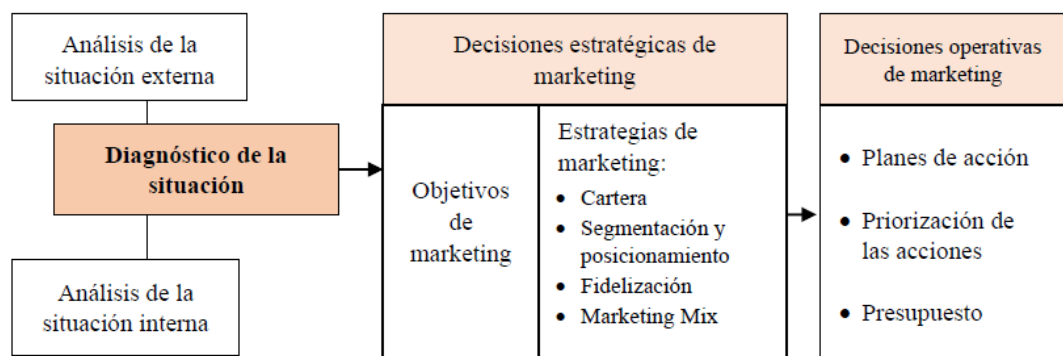 Análisis de la
situación externa
Diagnóstico de la
situación
Análisis de la
situación interna
Decisiones estratégicas de
marketing
Objetivos
de
marketing
Estrategias de
marketing:
• Cartera
• Segmentación y
posicionamiento
• Fidelización
• Marketing Mix
Decisiones operativas
de marketing
• Planes de acción
• Priorización de
las acciones
• Presupuesto